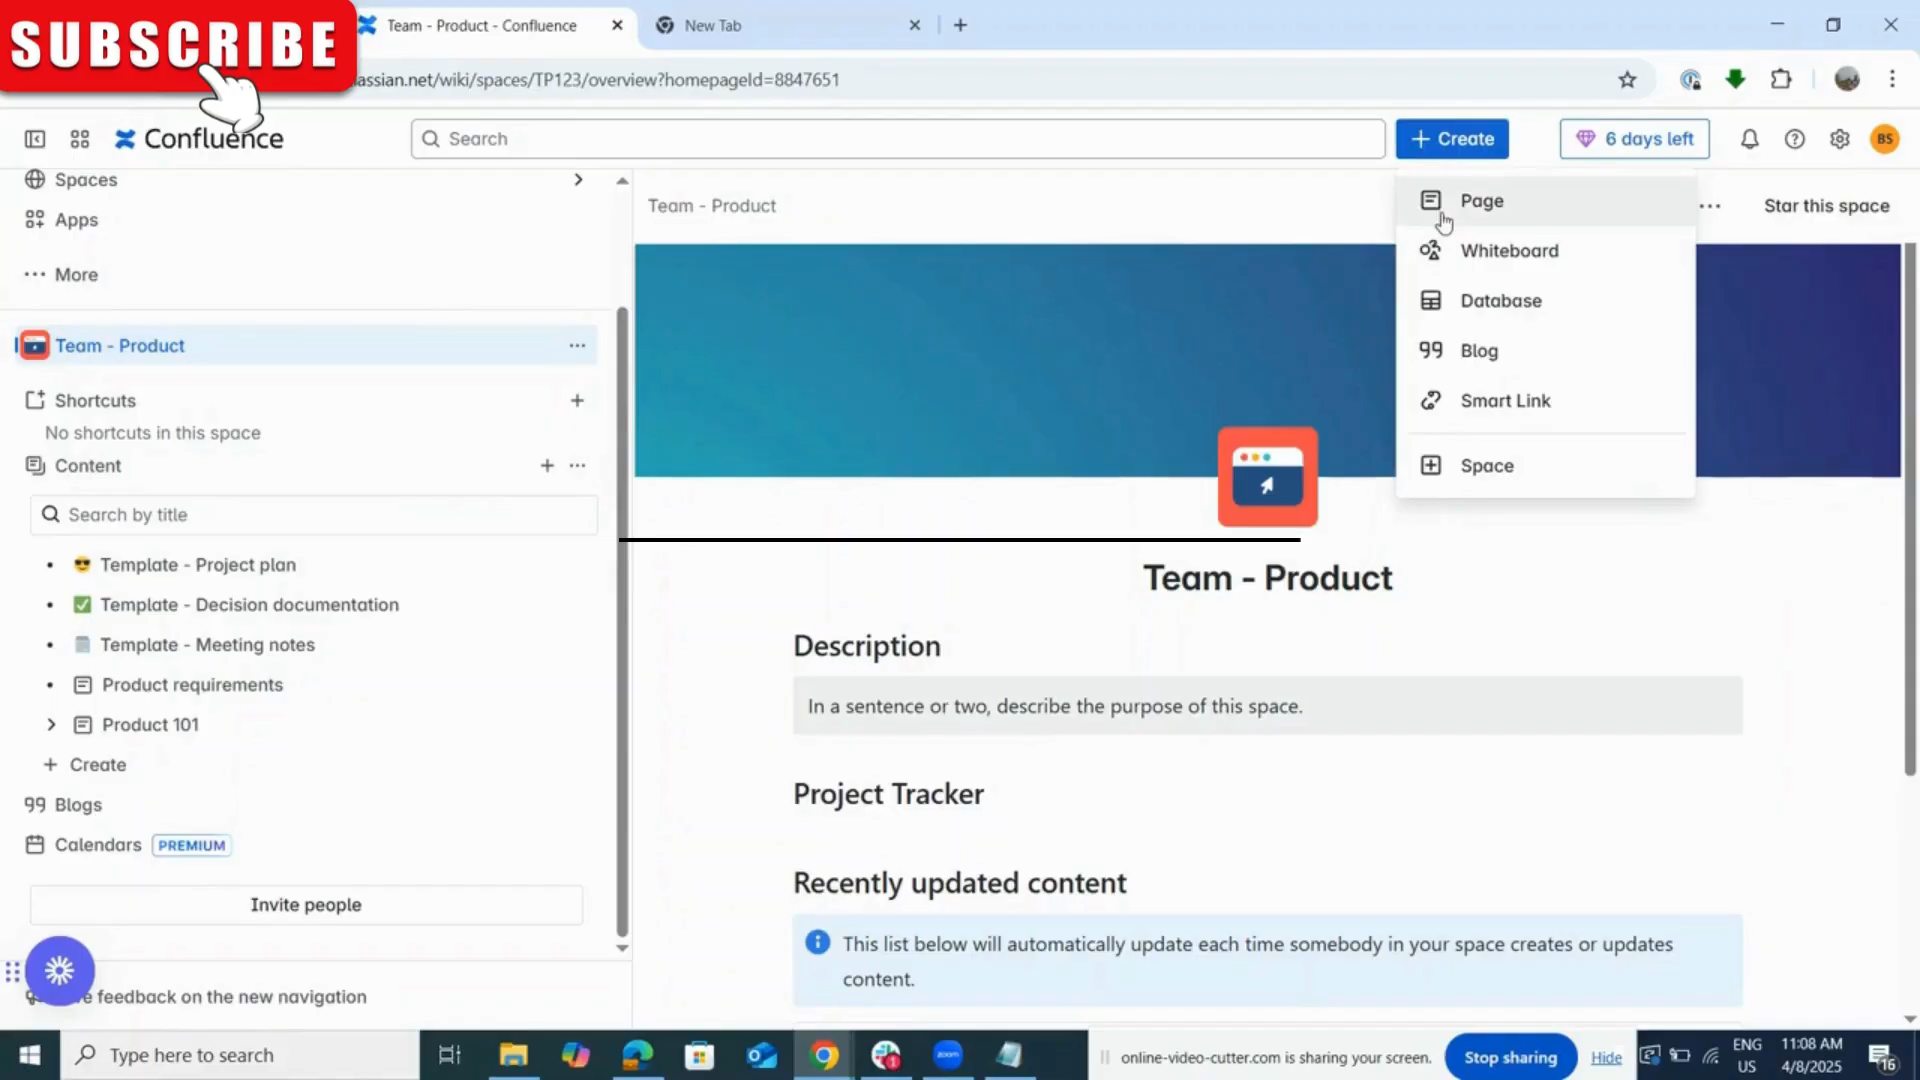 SUBSCRIBE
Team - Product - Confluence
New Tab
assian.net/wiki/spaces/TP123/overview?homepageId=8847651
Confluence
Search
Create
6 days left
BS
Spaces
Apps
More
Team - Product
Shortcuts
No shortcuts in this space
Content
Search by title
Template - Project plan
Template - Decision documentation
Template - Meeting notes
Product requirements
Product 101
Create
Blogs
Calendars PREMIUM
Invite people
feedback on the new navigation
Team - Product
Star this space
Page
Whiteboard
Database
Blog
Smart Link
Space
Team - Product
Description
In a sentence or two, describe the purpose of this space.
Project Tracker
Recently updated content
This list below will automatically update each time somebody in your space creates or updates
content.
Type here to search
zoom
1
online-video-cutter.com is sharing your screen.
Stop sharing
Hide
ENG
US
11:08 AM
4/8/2025
16